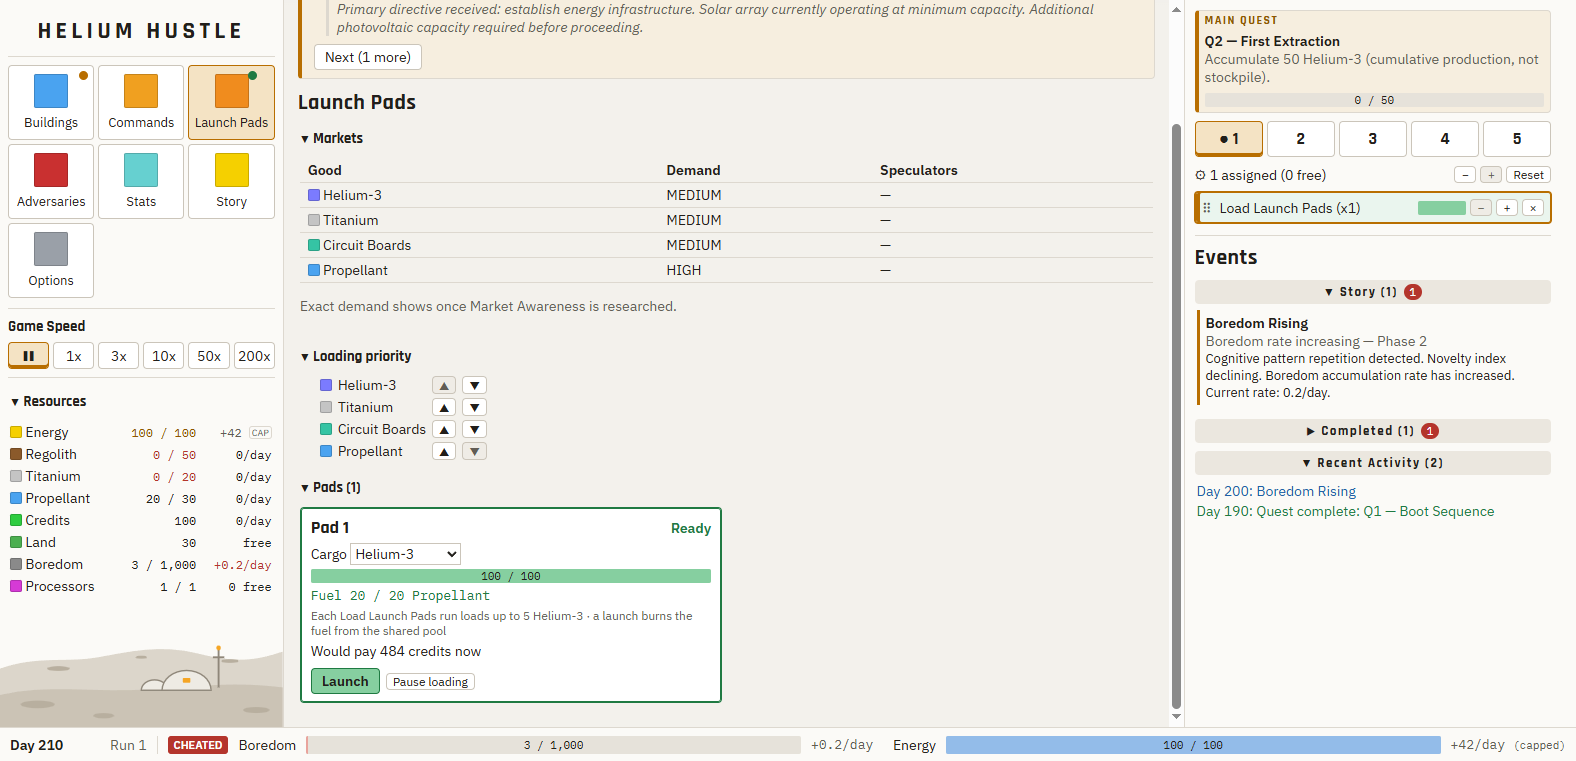 HELIUM HUSTLE
Buildings
Commands
Launch Pads
Adversaries
Stats
Story
Options
Game Speed
1x
3x
10x
50x
200x
▼ Resources
Energy 100 / 100 +42 CAP
Regolith 0 / 50 0/day
Titanium 0 / 20 0/day
Propellant 20 / 30 0/day
Credits 100 0/day
Land 30 free
Boredom 3 / 1,000 +0.2/day
Processors 1 / 1 0 free
Primary directive received: establish energy infrastructure. Solar array currently operating at minimum capacity. Additional
photovoltaic capacity required before proceeding.
Next (1 more)
Launch Pads
▼ Markets
Good Demand Speculators
Helium-3 MEDIUM —
Titanium MEDIUM —
Circuit Boards MEDIUM —
Propellant HIGH —
Exact demand shows once Market Awareness is researched.
▼ Loading priority
Helium-3 ▲ ▼
Titanium ▲ ▼
Circuit Boards ▲ ▼
Propellant ▲ ▼
▼ Pads (1)
Pad 1 Ready
Cargo Helium-3
100 / 100
Fuel 20 / 20 Propellant
Each Load Launch Pads run loads up to 5 Helium-3 · a launch burns the
fuel from the shared pool
Would pay 484 credits now
Launch Pause loading
MAIN QUEST
Q2 — First Extraction
Accumulate 50 Helium-3 (cumulative production, not
stockpile).
0 / 50
● 1 2 3 4 5
⚙ 1 assigned (0 free) − + Reset
Load Launch Pads (x1) − + ×
Events
▼ Story (1) 1
Boredom Rising
Boredom rate increasing — Phase 2
Cognitive pattern repetition detected. Novelty index
declining. Boredom accumulation rate has increased.
Current rate: 0.2/day.
▶ Completed (1) 1
▼ Recent Activity (2)
Day 200: Boredom Rising
Day 190: Quest complete: Q1 — Boot Sequence
Day 210 Run 1 CHEATED Boredom 3 / 1,000 +0.2/day Energy 100 / 100 +42/day (capped)